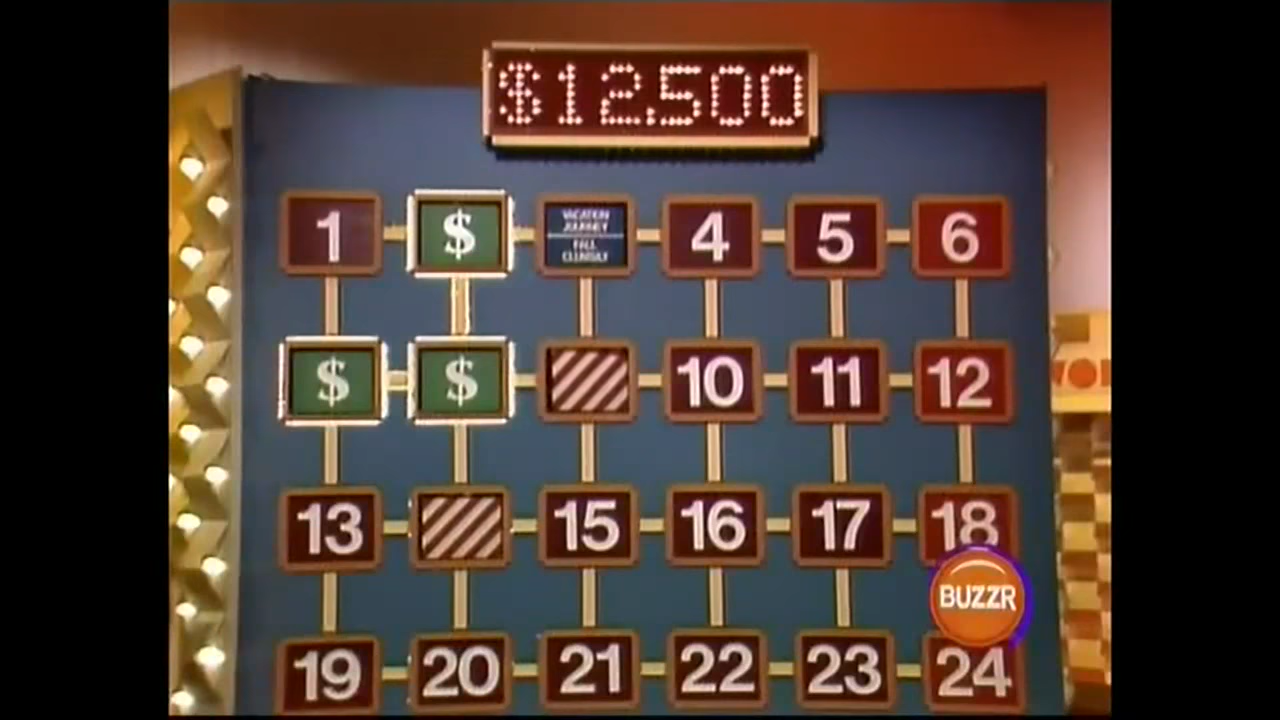 $12,500
1 $ VACATION JOURNEY FALL CLUMSILY 4 5 6
$ $ 10 11 12
13 15 16 17 18
BUZZR
19 20 21 22 23 24